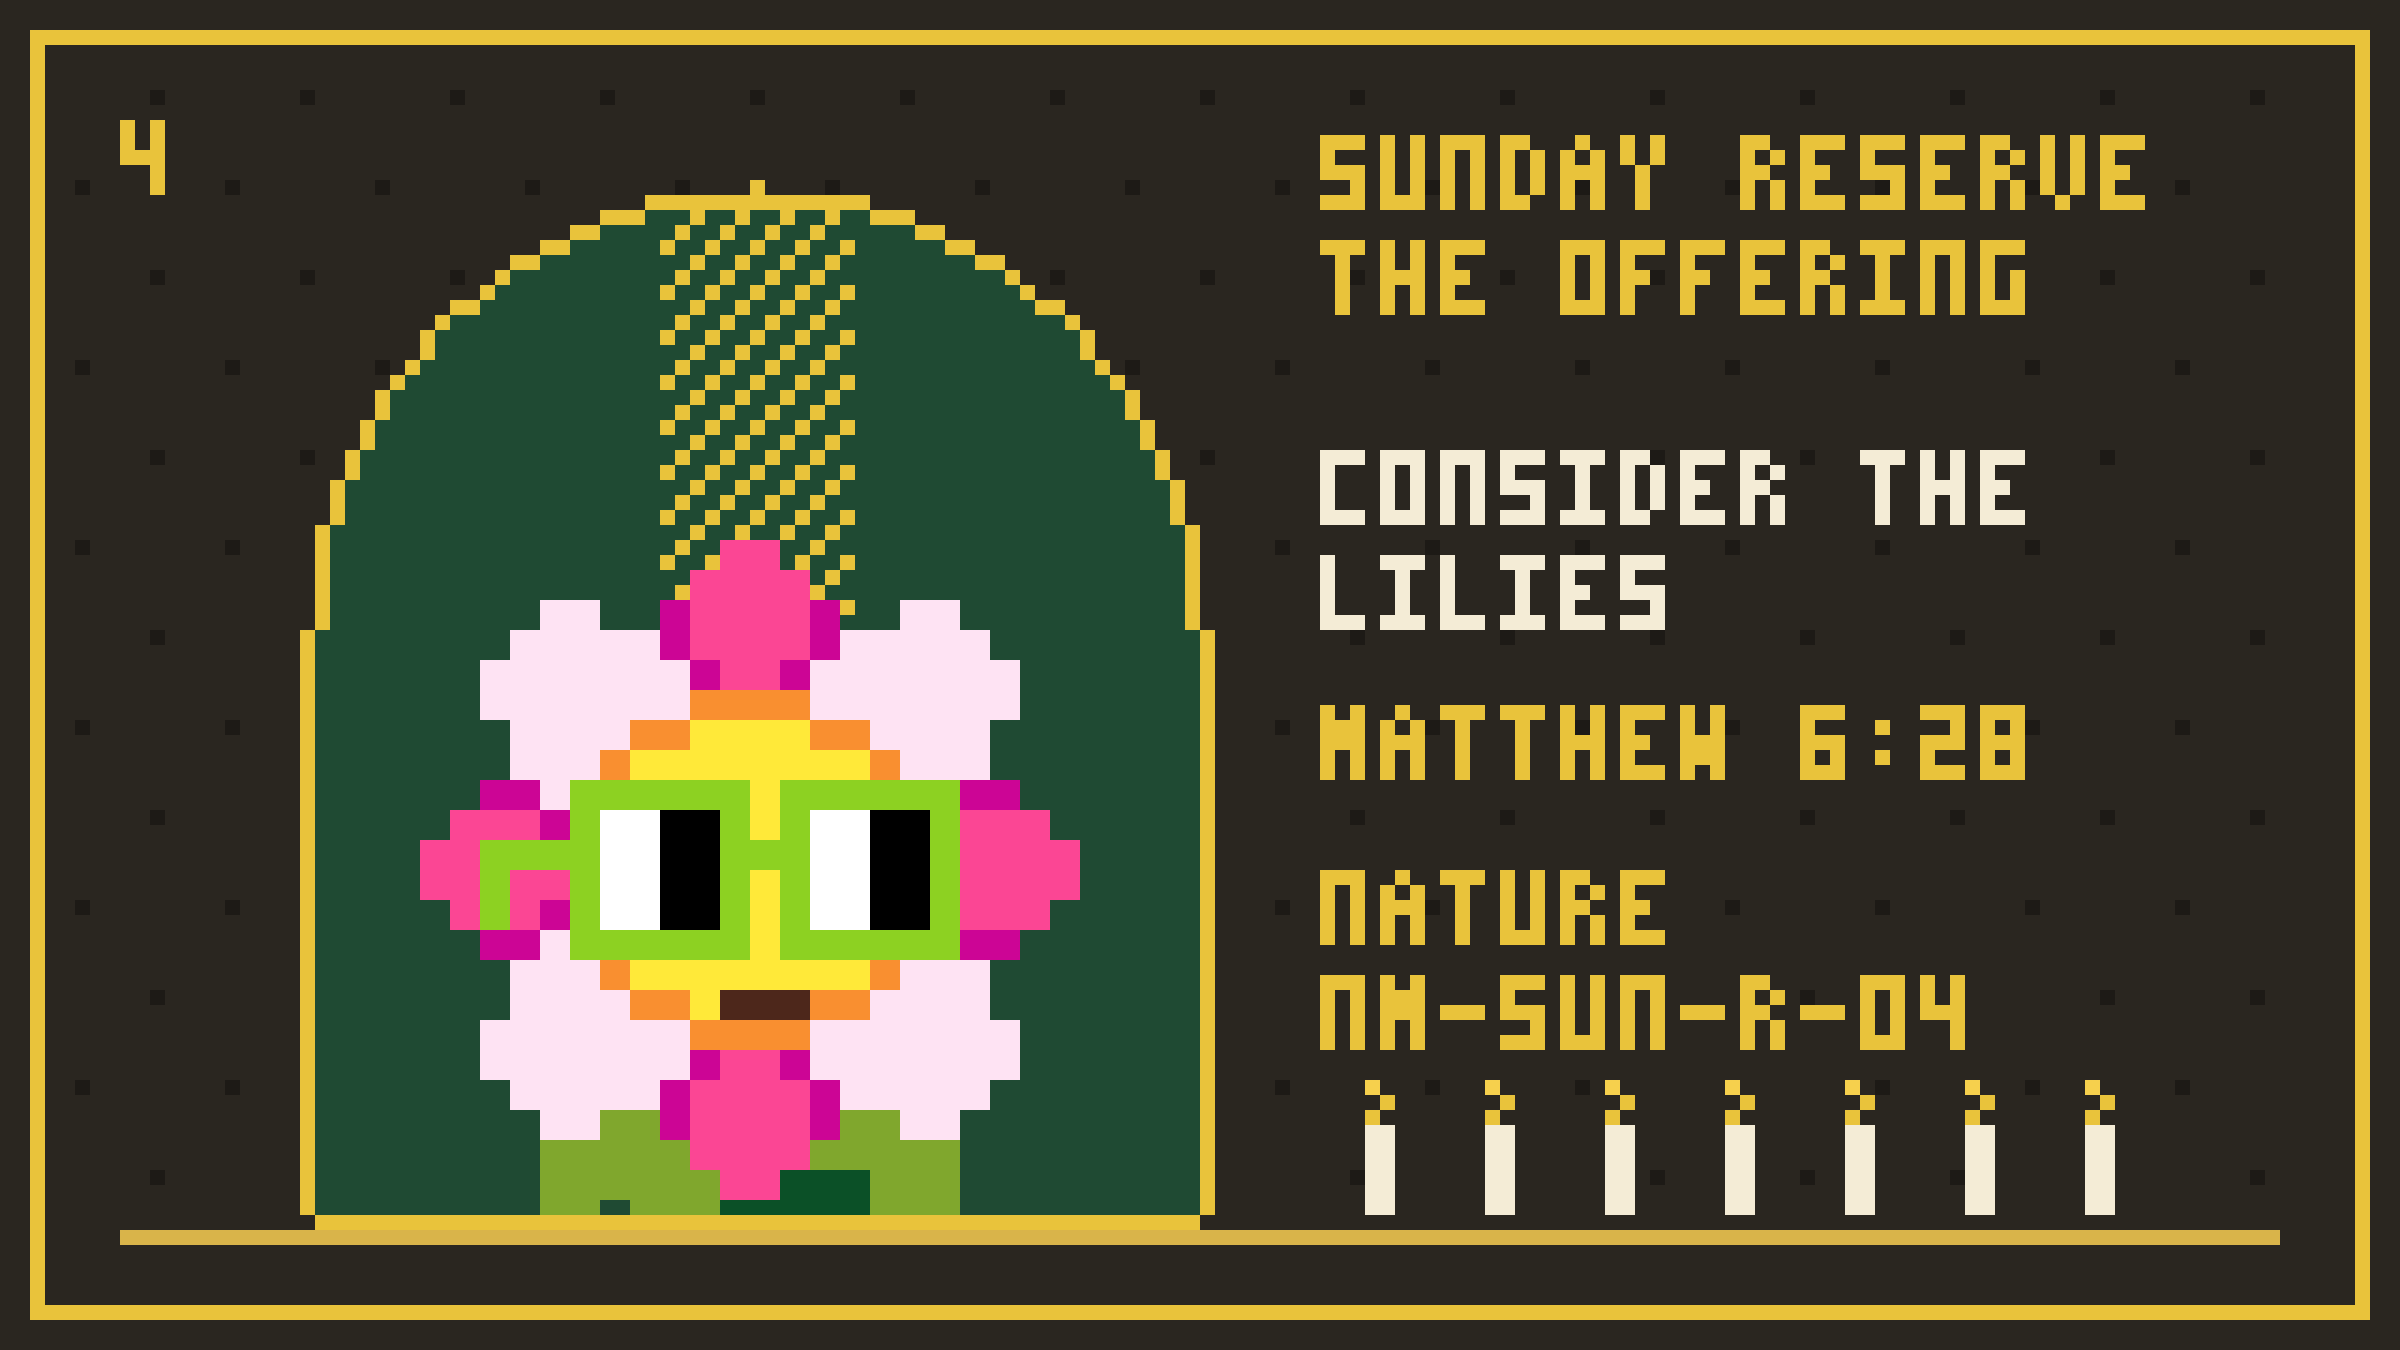 4
SUNDAY RESERVE
THE OFFERING
CONSIDER THE
LILIES
MATTHEW 6:28
NATURE
NM-SUN-R-04